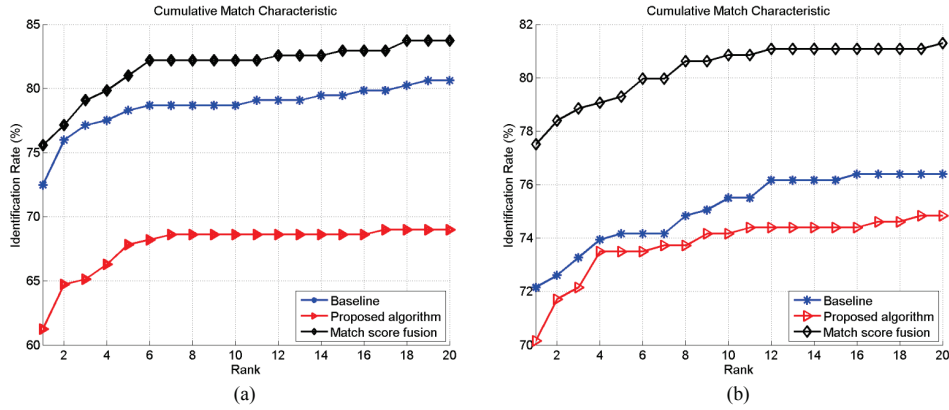 Cumulative Match Characteristic
85
80
75
70
65
60
Identification Rate (%)
2 4 6 8 10 12 14 16 18 20
Rank
Baseline
Proposed algorithm
Match score fusion
(a)
Cumulative Match Characteristic
82
80
78
76
74
72
70
Identification Rate (%)
2 4 6 8 10 12 14 16 18 20
Rank
Baseline
Proposed algorithm
Match score fusion
(b)